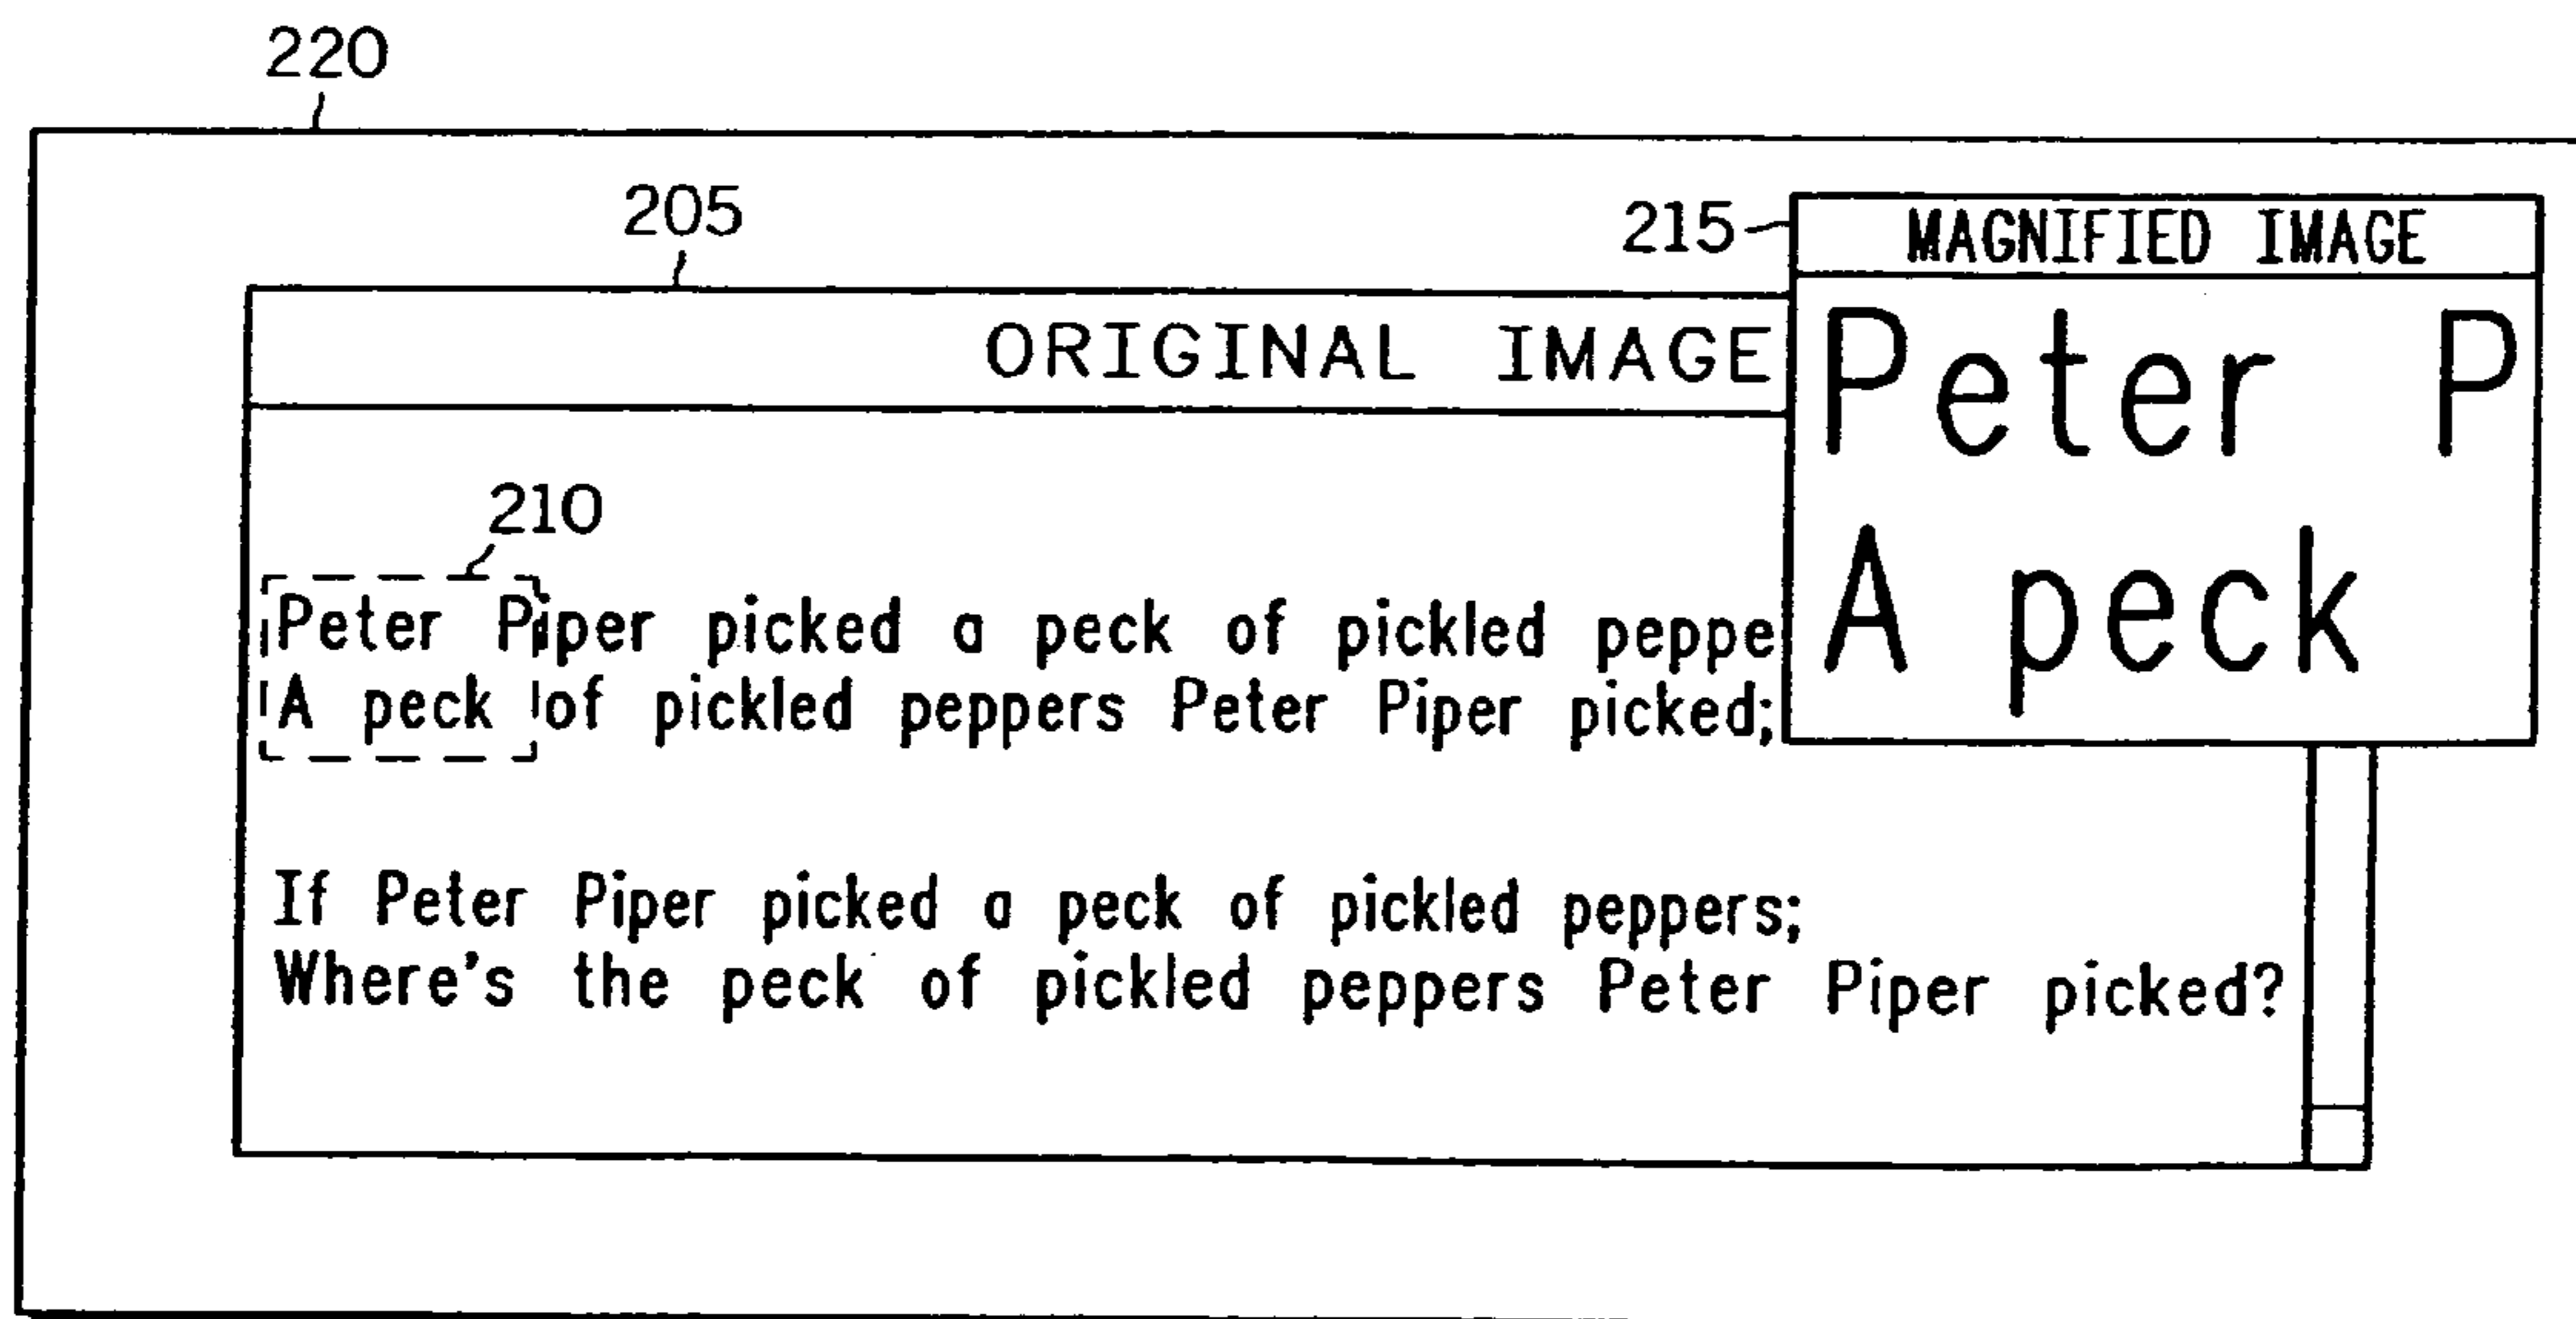 220
205
215
MAGNIFIED IMAGE
ORIGINAL IMAGE
Peter P
A peck
210
Peter Piper picked a peck of pickled peppe
A peck of pickled peppers Peter Piper picked;
If Peter Piper picked a peck of pickled peppers;
Where's the peck of pickled peppers Peter Piper picked?